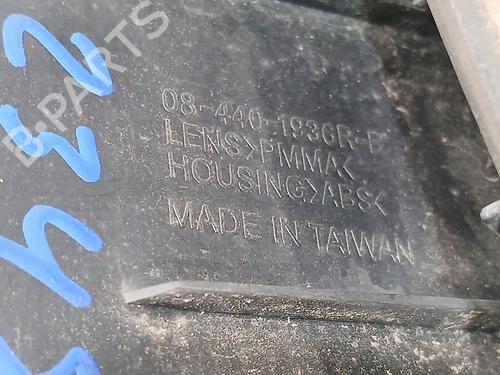 08-440-1936R-E
LENS>PMMA<
HOUSING>ABS<
MADE IN TAIWAN
B-PARTS